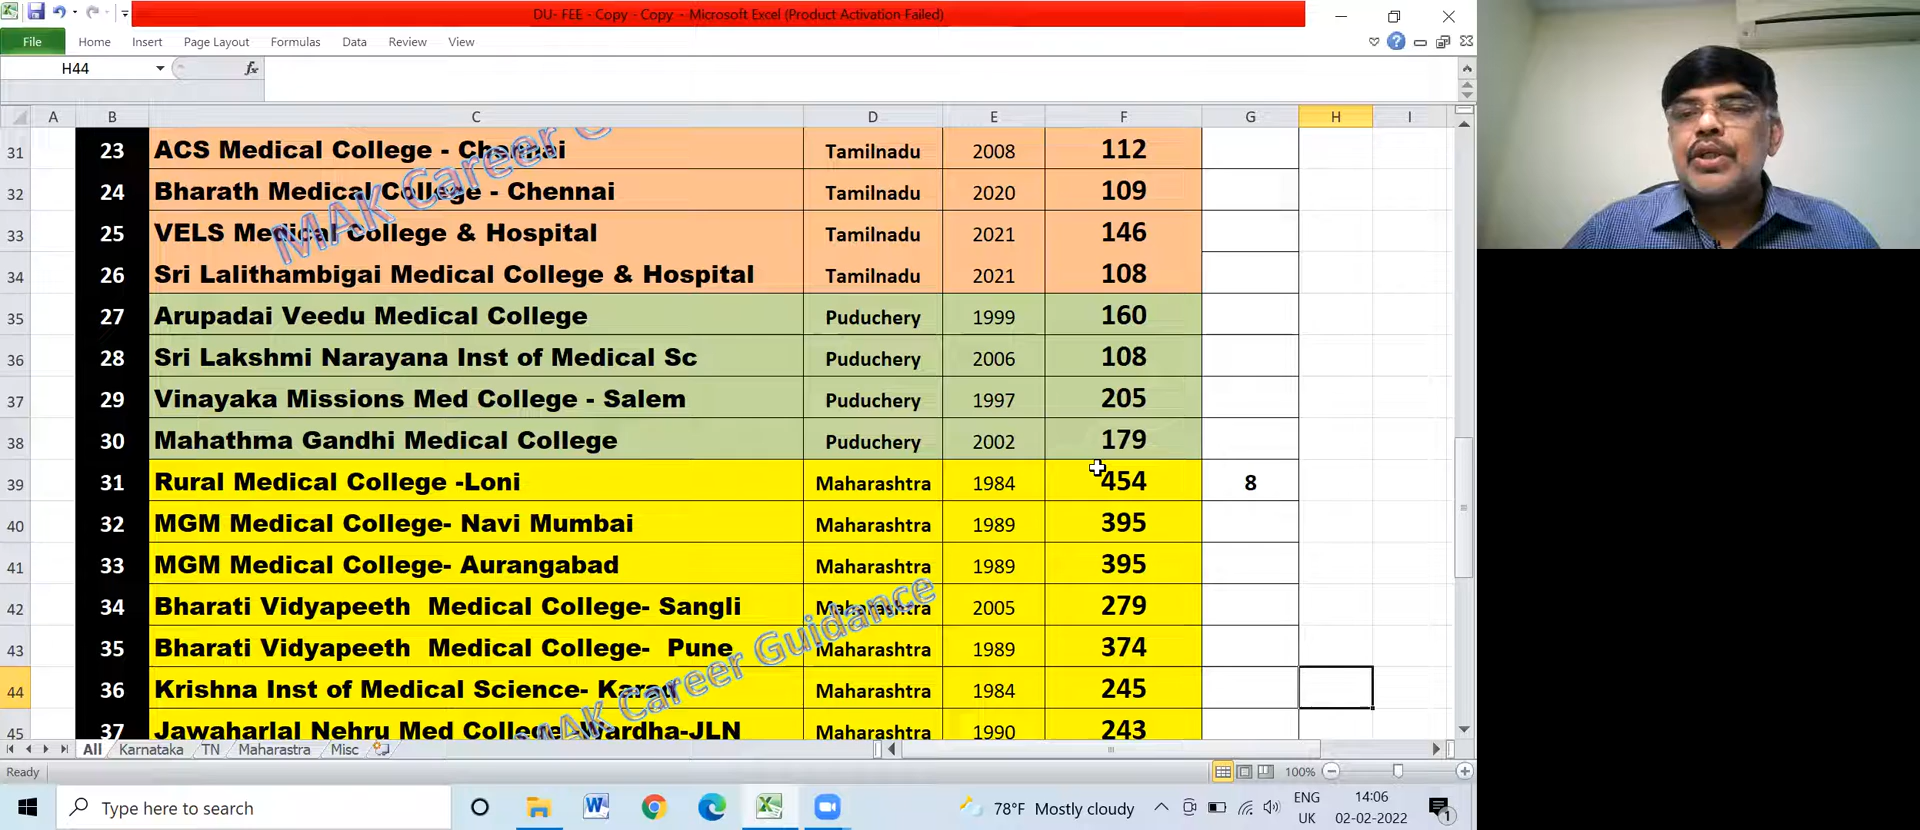 DU- FEE - Copy - Copy - Microsoft Excel (Product Activation Failed)
File Home Insert Page Layout Formulas Data Review View
H44 fx
A B C D E F G H I
31 23 ACS Medical College - Chennai Tamilnadu 2008 112
32 24 Bharath Medical College - Chennai Tamilnadu 2020 109
33 25 VELS Medical College & Hospital Tamilnadu 2021 146
34 26 Sri Lalithambigai Medical College & Hospital Tamilnadu 2021 108
35 27 Arupadai Veedu Medical College Puduchery 1999 160
36 28 Sri Lakshmi Narayana Inst of Medical Sc Puduchery 2006 108
37 29 Vinayaka Missions Med College - Salem Puduchery 1997 205
38 30 Mahathma Gandhi Medical College Puduchery 2002 179
39 31 Rural Medical College -Loni Maharashtra 1984 454 8
40 32 MGM Medical College- Navi Mumbai Maharashtra 1989 395
41 33 MGM Medical College- Aurangabad Maharashtra 1989 395
42 34 Bharati Vidyapeeth Medical College- Sangli Maharashtra 2005 279
43 35 Bharati Vidyapeeth Medical College- Pune Maharashtra 1989 374
44 36 Krishna Inst of Medical Science- Karad Maharashtra 1984 245
45 37 Jawaharlal Nehru Med College-Wardha-JLN Maharashtra 1990 243
MAK Career G
MAK Career Guidance
All Karnataka TN Maharastra Misc
Ready 100%
Type here to search 78°F Mostly cloudy ENG 14:06
UK 02-02-2022 1